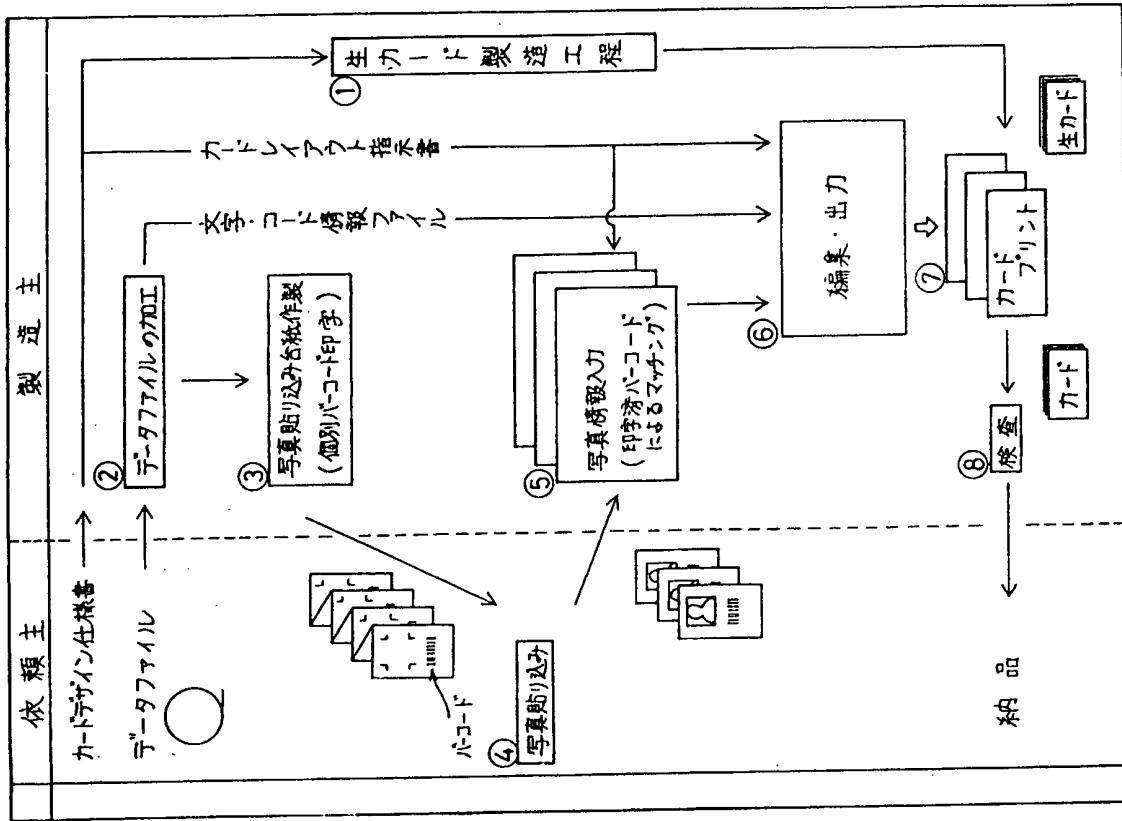 依頼主
製造主
カードデザイン仕様書
データファイル
②
データファイルの加工
③
写真貼り込み台紙作製
(個別バーコード印字)
バーコード
④
写真貼り込み
⑤
写真情報入力
(印字済バーコード
によるマッチング)
文字・コード情報ファイル
カードレイアウト指示書
①
生カード製造工程
⑥
編集・出力
⑦
カード
プリント
生カード
⑧
検査
カード
納品